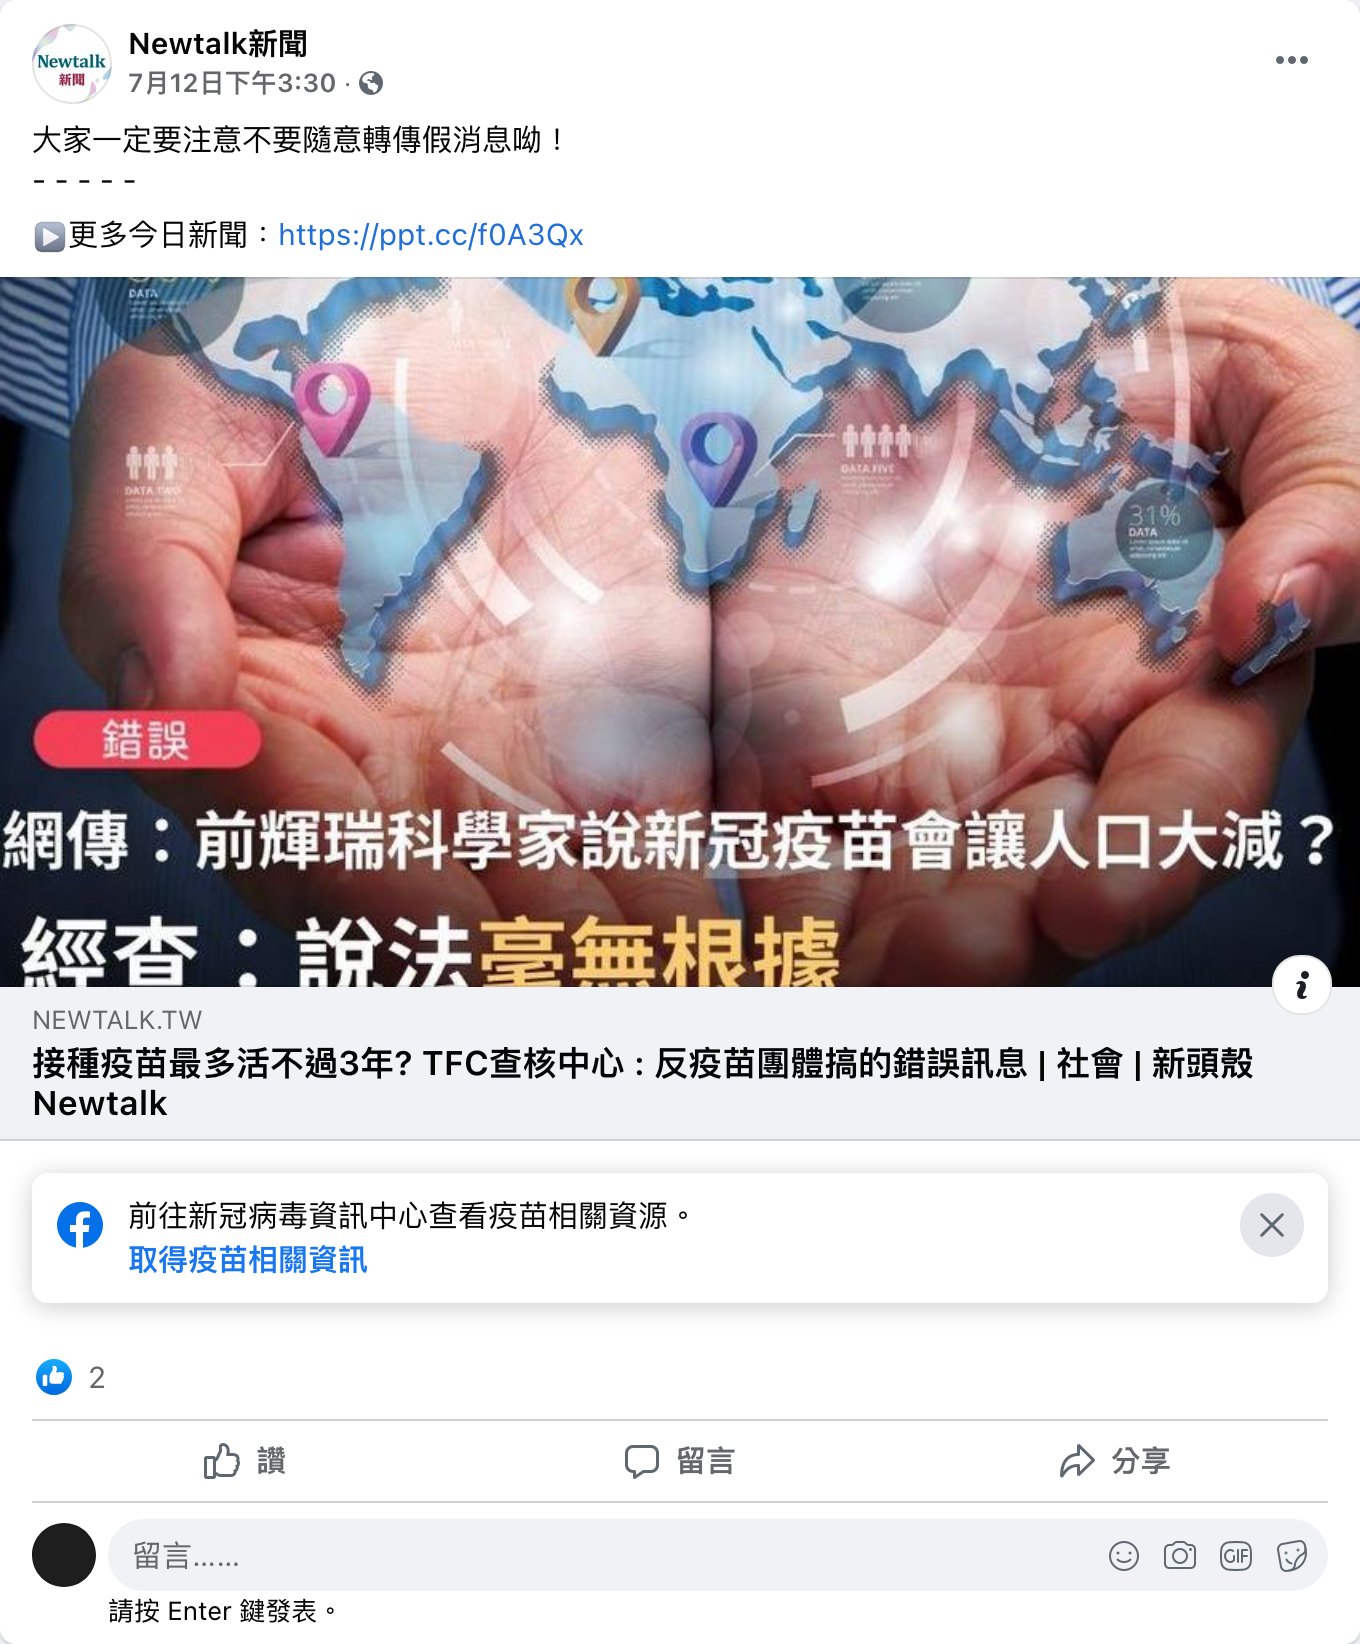 Newtalk
新聞
Newtalk新聞
7月12日下午3:30 ·
大家一定要注意不要隨意轉傳假消息呦！
- - - - -
更多今日新聞：https://ppt.cc/f0A3Qx
DATA
DATA TWO
DATA FIVE
31%
DATA
錯誤
網傳：前輝瑞科學家說新冠疫苗會讓人口大減？
經查：說法毫無根據
NEWTALK.TW
接種疫苗最多活不過3年? TFC查核中心 : 反疫苗團體搞的錯誤訊息 | 社會 | 新頭殼
Newtalk
前往新冠病毒資訊中心查看疫苗相關資源。
取得疫苗相關資訊
2
讚
留言
分享
留言……
GIF
請按 Enter 鍵發表。